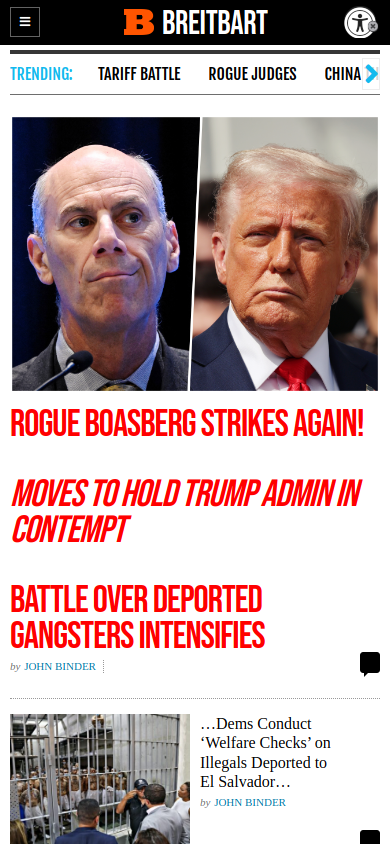 BREITBART
TRENDING:
TARIFF BATTLE
ROGUE JUDGES
CHINA
ROGUE BOASBERG STRIKES AGAIN!
MOVES TO HOLD TRUMP ADMIN IN
CONTEMPT
BATTLE OVER DEPORTED
GANGSTERS INTENSIFIES
by JOHN BINDER
…Dems Conduct
‘Welfare Checks’ on
Illegals Deported to
El Salvador…
by JOHN BINDER